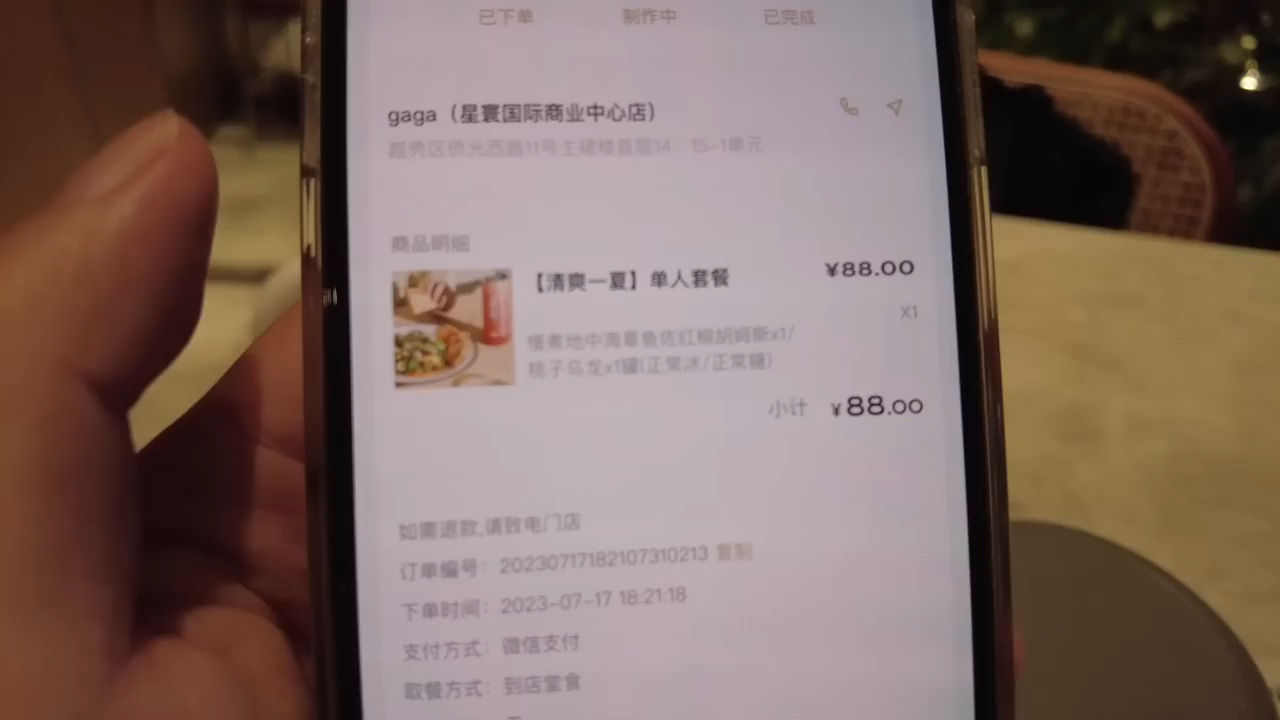 已下单 制作中 已完成
gaga（星寰国际商业中心店）
越秀区侨光西路11号主裙楼首层14、15-1单元
商品明细
【清爽一夏】单人套餐 ¥88.00
X1
慢煮地中海章鱼佐红椒胡姆斯x1/
桃子乌龙x1罐(正常冰/正常糖)
小计 ¥88.00
如需退款,请致电门店
订单编号：20230717182107310213 复制
下单时间：2023-07-17 18:21:18
支付方式：微信支付
取餐方式：到店堂食